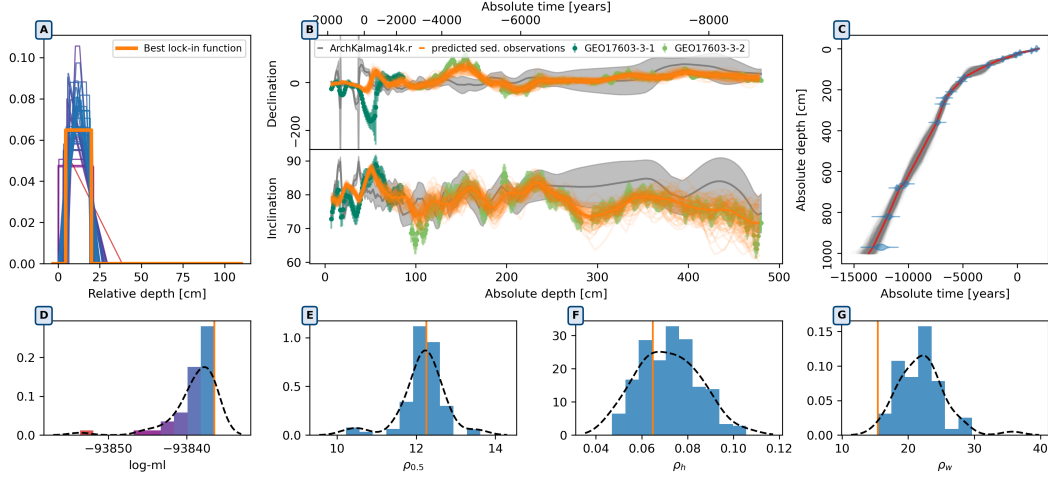 Absolute time [years]
2000 0 −2000 −4000 −6000 −8000
A
Best lock-in function
0.10
0.08
0.06
0.04
0.02
0.00
0 25 50 75 100
Relative depth [cm]
B
ArchKalmag14k.r predicted sed. observations GEO17603-3-1 GEO17603-3-2
Declination
0
−200
Inclination
90
80
70
60
0 100 200 300 400 500
Absolute depth [cm]
C
Absolute depth [cm]
0
200
400
600
800
1000
−15000 −10000 −5000 0
Absolute time [years]
D
0.2
0.1
0.0
−93850 −93840
log-ml
E
1.0
0.5
0.0
10 12 14
ρ0.5
F
30
20
10
0
0.04 0.06 0.08 0.10 0.12
ρh
G
0.15
0.10
0.05
0.00
10 20 30 40
ρw